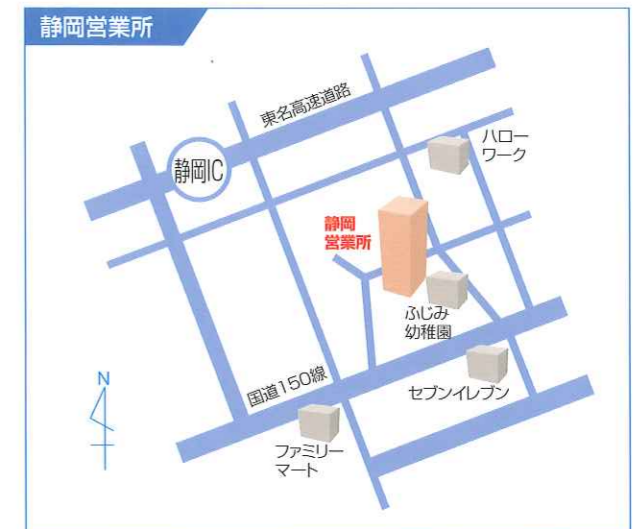 静岡営業所
東名高速道路
静岡IC
ハロー
ワーク
静岡
営業所
ふじみ
幼稚園
国道150線
セブンイレブン
ファミリー
マート
N